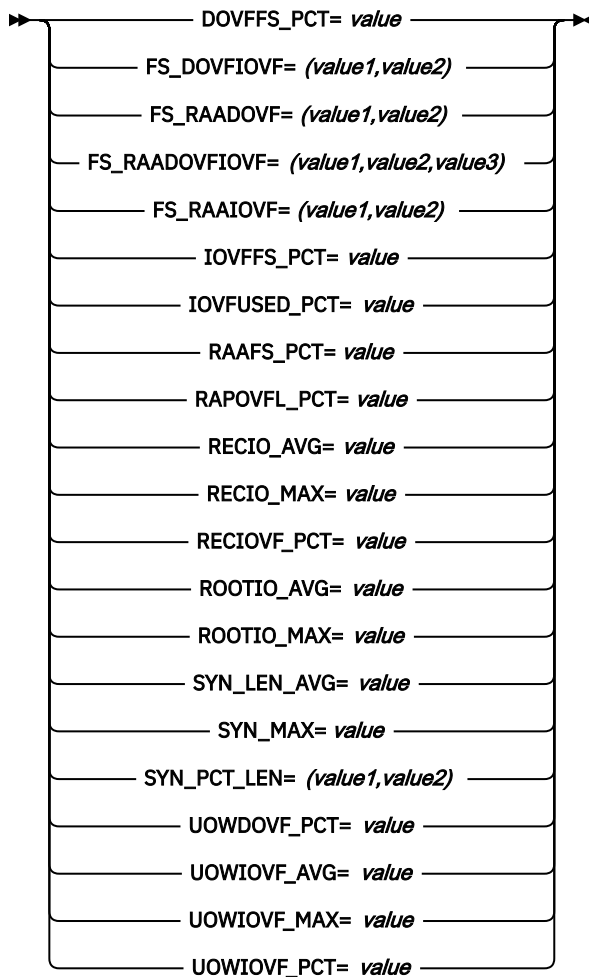 DOVFFS_PCT= value
FS_DOVFIOVF= (value1,value2)
FS_RAADOVF= (value1,value2)
FS_RAADOVFIOVF= (value1,value2,value3)
FS_RAAIOVF= (value1,value2)
IOVFFS_PCT= value
IOVFUSED_PCT= value
RAAFS_PCT= value
RAPOVFL_PCT= value
RECIO_AVG= value
RECIO_MAX= value
RECIOVF_PCT= value
ROOTIO_AVG= value
ROOTIO_MAX= value
SYN_LEN_AVG= value
SYN_MAX= value
SYN_PCT_LEN= (value1,value2)
UOWDOVF_PCT= value
UOWIOVF_AVG= value
UOWIOVF_MAX= value
UOWIOVF_PCT= value